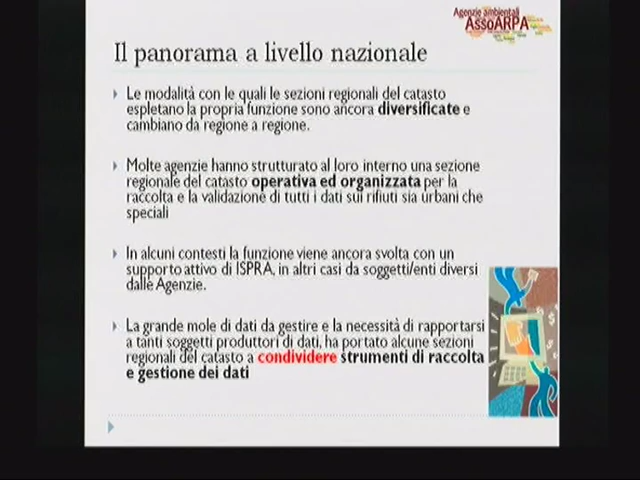 Agenzie ambientali
AssoARPA
Il panorama a livello nazionale
Le modalità con le quali le sezioni regionali del catasto
espletano la propria funzione sono ancora diversificate e
cambiano da regione a regione.
Molte agenzie hanno strutturato al loro interno una sezione
regionale del catasto operativa ed organizzata per la
raccolta e la validazione di tutti i dati sui rifiuti sia urbani che
speciali
In alcuni contesti la funzione viene ancora svolta con un
supporto attivo di ISPRA, in altri casi da soggetti/enti diversi
dalle Agenzie.
La grande mole di dati da gestire e la necessità di rapportarsi
a tanti soggetti produttori di dati, ha portato alcune sezioni
regionali del catasto a condividere strumenti di raccolta
e gestione dei dati